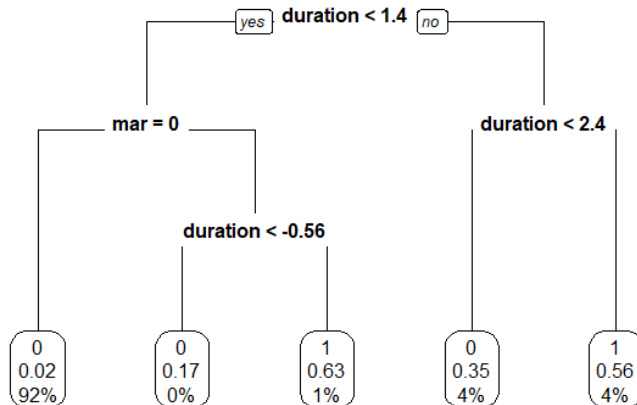 yes duration < 1.4 no
mar = 0 duration < 2.4
duration < -0.56
0 0 1 0 1
0.02 0.17 0.63 0.35 0.56
92% 0% 1% 4% 4%